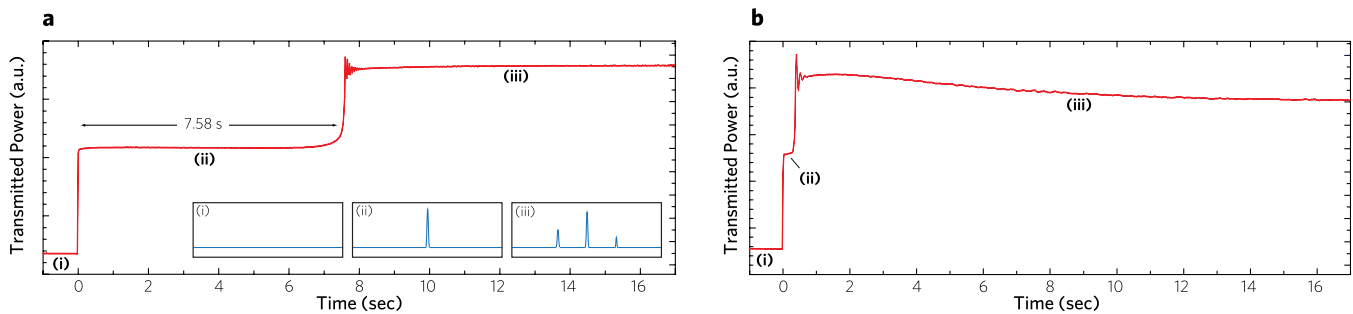 a
Transmitted Power (a.u.)
7.58 s
(i)
(ii)
(iii)
(i)
(ii)
(iii)
0 2 4 6 8 10 12 14 16
Time (sec)
b
Transmitted Power (a.u.)
(i)
(ii)
(iii)
0 2 4 6 8 10 12 14 16
Time (sec)